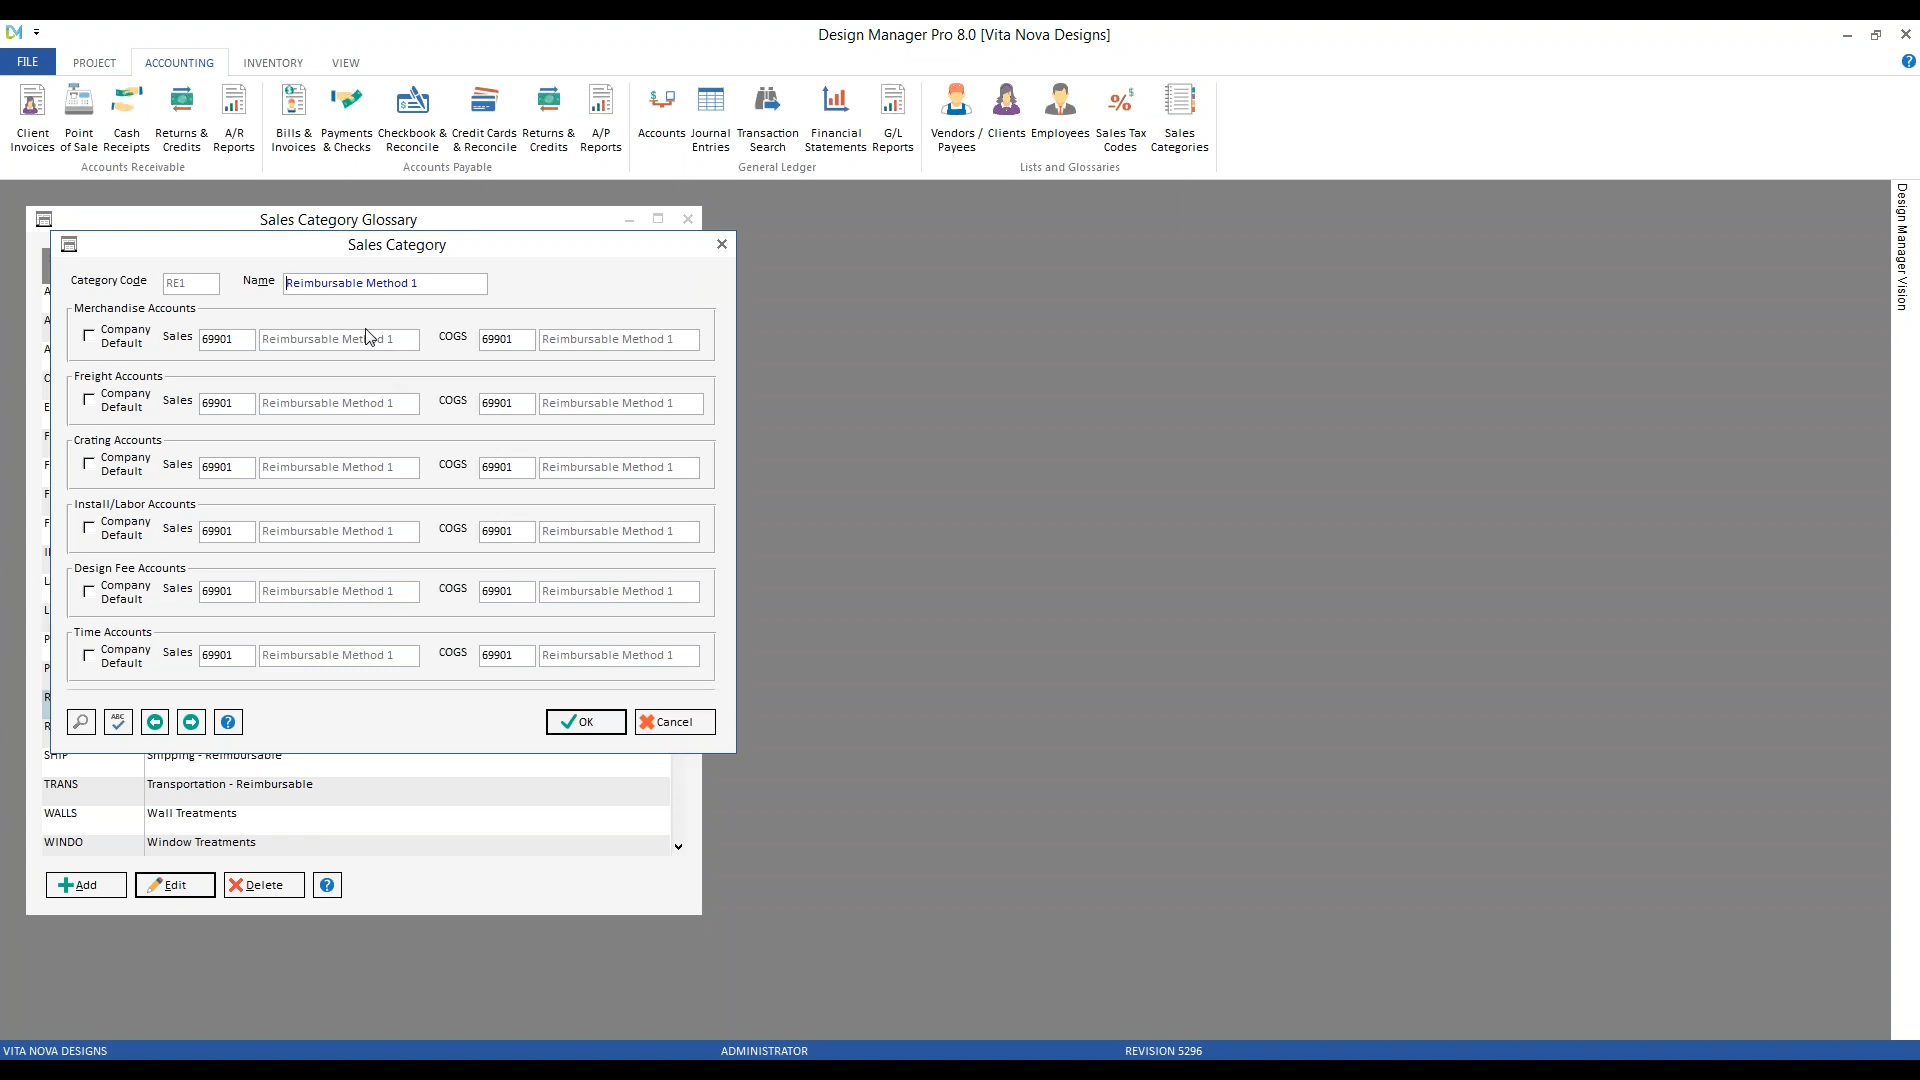 Design Manager Pro 8.0 [Vita Nova Designs]
FILE PROJECT ACCOUNTING INVENTORY VIEW
Client Invoices
Point of Sale
Cash Receipts
Returns & Credits
A/R Reports
Accounts Receivable
Bills & Invoices
Payments & Checks
Checkbook & Reconcile
Credit Cards & Reconcile
Returns & Credits
A/P Reports
Accounts Payable
Accounts
Journal Entries
Transaction Search
Financial Statements
G/L Reports
General Ledger
Vendors / Payees
Clients
Employees
Sales Tax Codes
Sales Categories
Lists and Glossaries
Design Manager Vision
Sales Category Glossary
Sales Category
Category Code RE1 Name Reimbursable Method 1
Merchandise Accounts
Company Default Sales 69901 Reimbursable Method 1 COGS 69901 Reimbursable Method 1
Freight Accounts
Company Default Sales 69901 Reimbursable Method 1 COGS 69901 Reimbursable Method 1
Crating Accounts
Company Default Sales 69901 Reimbursable Method 1 COGS 69901 Reimbursable Method 1
Install/Labor Accounts
Company Default Sales 69901 Reimbursable Method 1 COGS 69901 Reimbursable Method 1
Design Fee Accounts
Company Default Sales 69901 Reimbursable Method 1 COGS 69901 Reimbursable Method 1
Time Accounts
Company Default Sales 69901 Reimbursable Method 1 COGS 69901 Reimbursable Method 1
ABC OK Cancel
SHIP Shipping - Reimbursable
TRANS Transportation - Reimbursable
WALLS Wall Treatments
WINDO Window Treatments
Add Edit Delete
VITA NOVA DESIGNS ADMINISTRATOR REVISION 5296